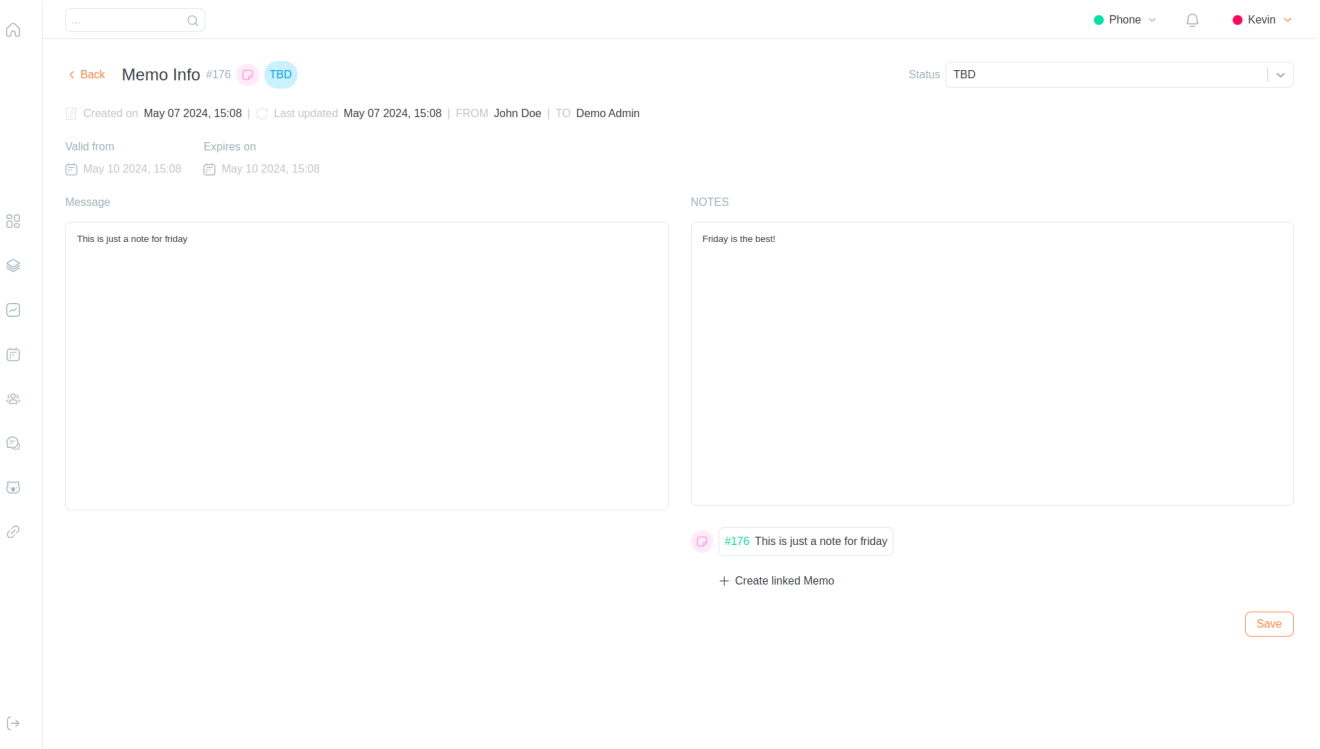 ...
Phone
Kevin
Back
Memo Info #176 TBD
Status TBD
Created on May 07 2024, 15:08 | Last updated May 07 2024, 15:08 | FROM John Doe | TO Demo Admin
Valid from
Expires on
May 10 2024, 15:08
May 10 2024, 15:08
Message
This is just a note for friday
NOTES
Friday is the best!
#176 This is just a note for friday
Create linked Memo
Save